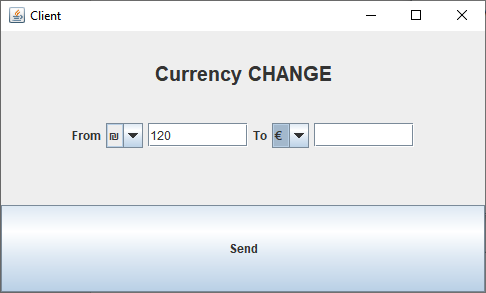 Client
Currency CHANGE
From ₪ 120 To €
Send